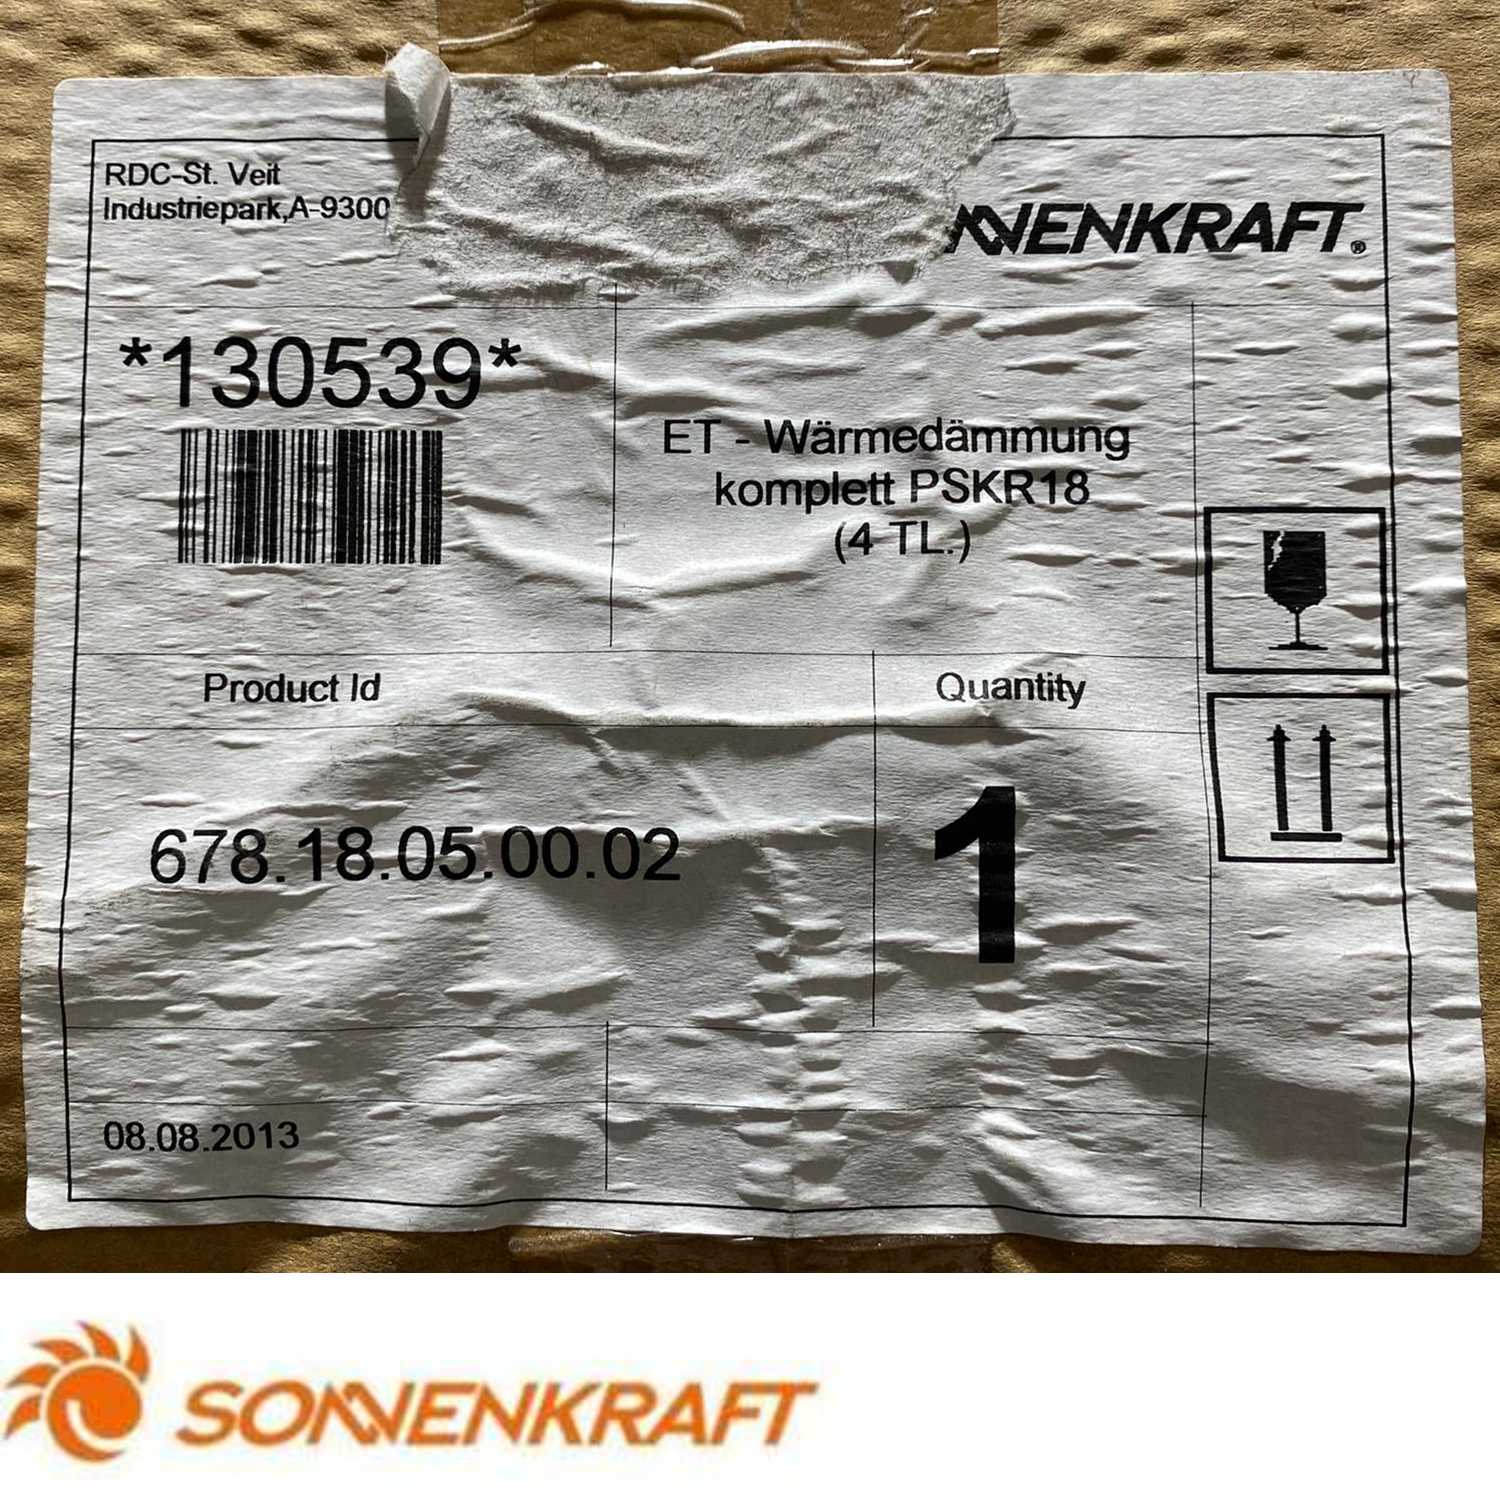 RDC-St. Veit
Industriepark,A-9300
NENKRAFT®
*130539*
ET - Wärmedämmung
komplett PSKR18
(4 TL.)
Product Id
Quantity
678.18.05.00.02
1
08.08.2013
SONNENKRAFT